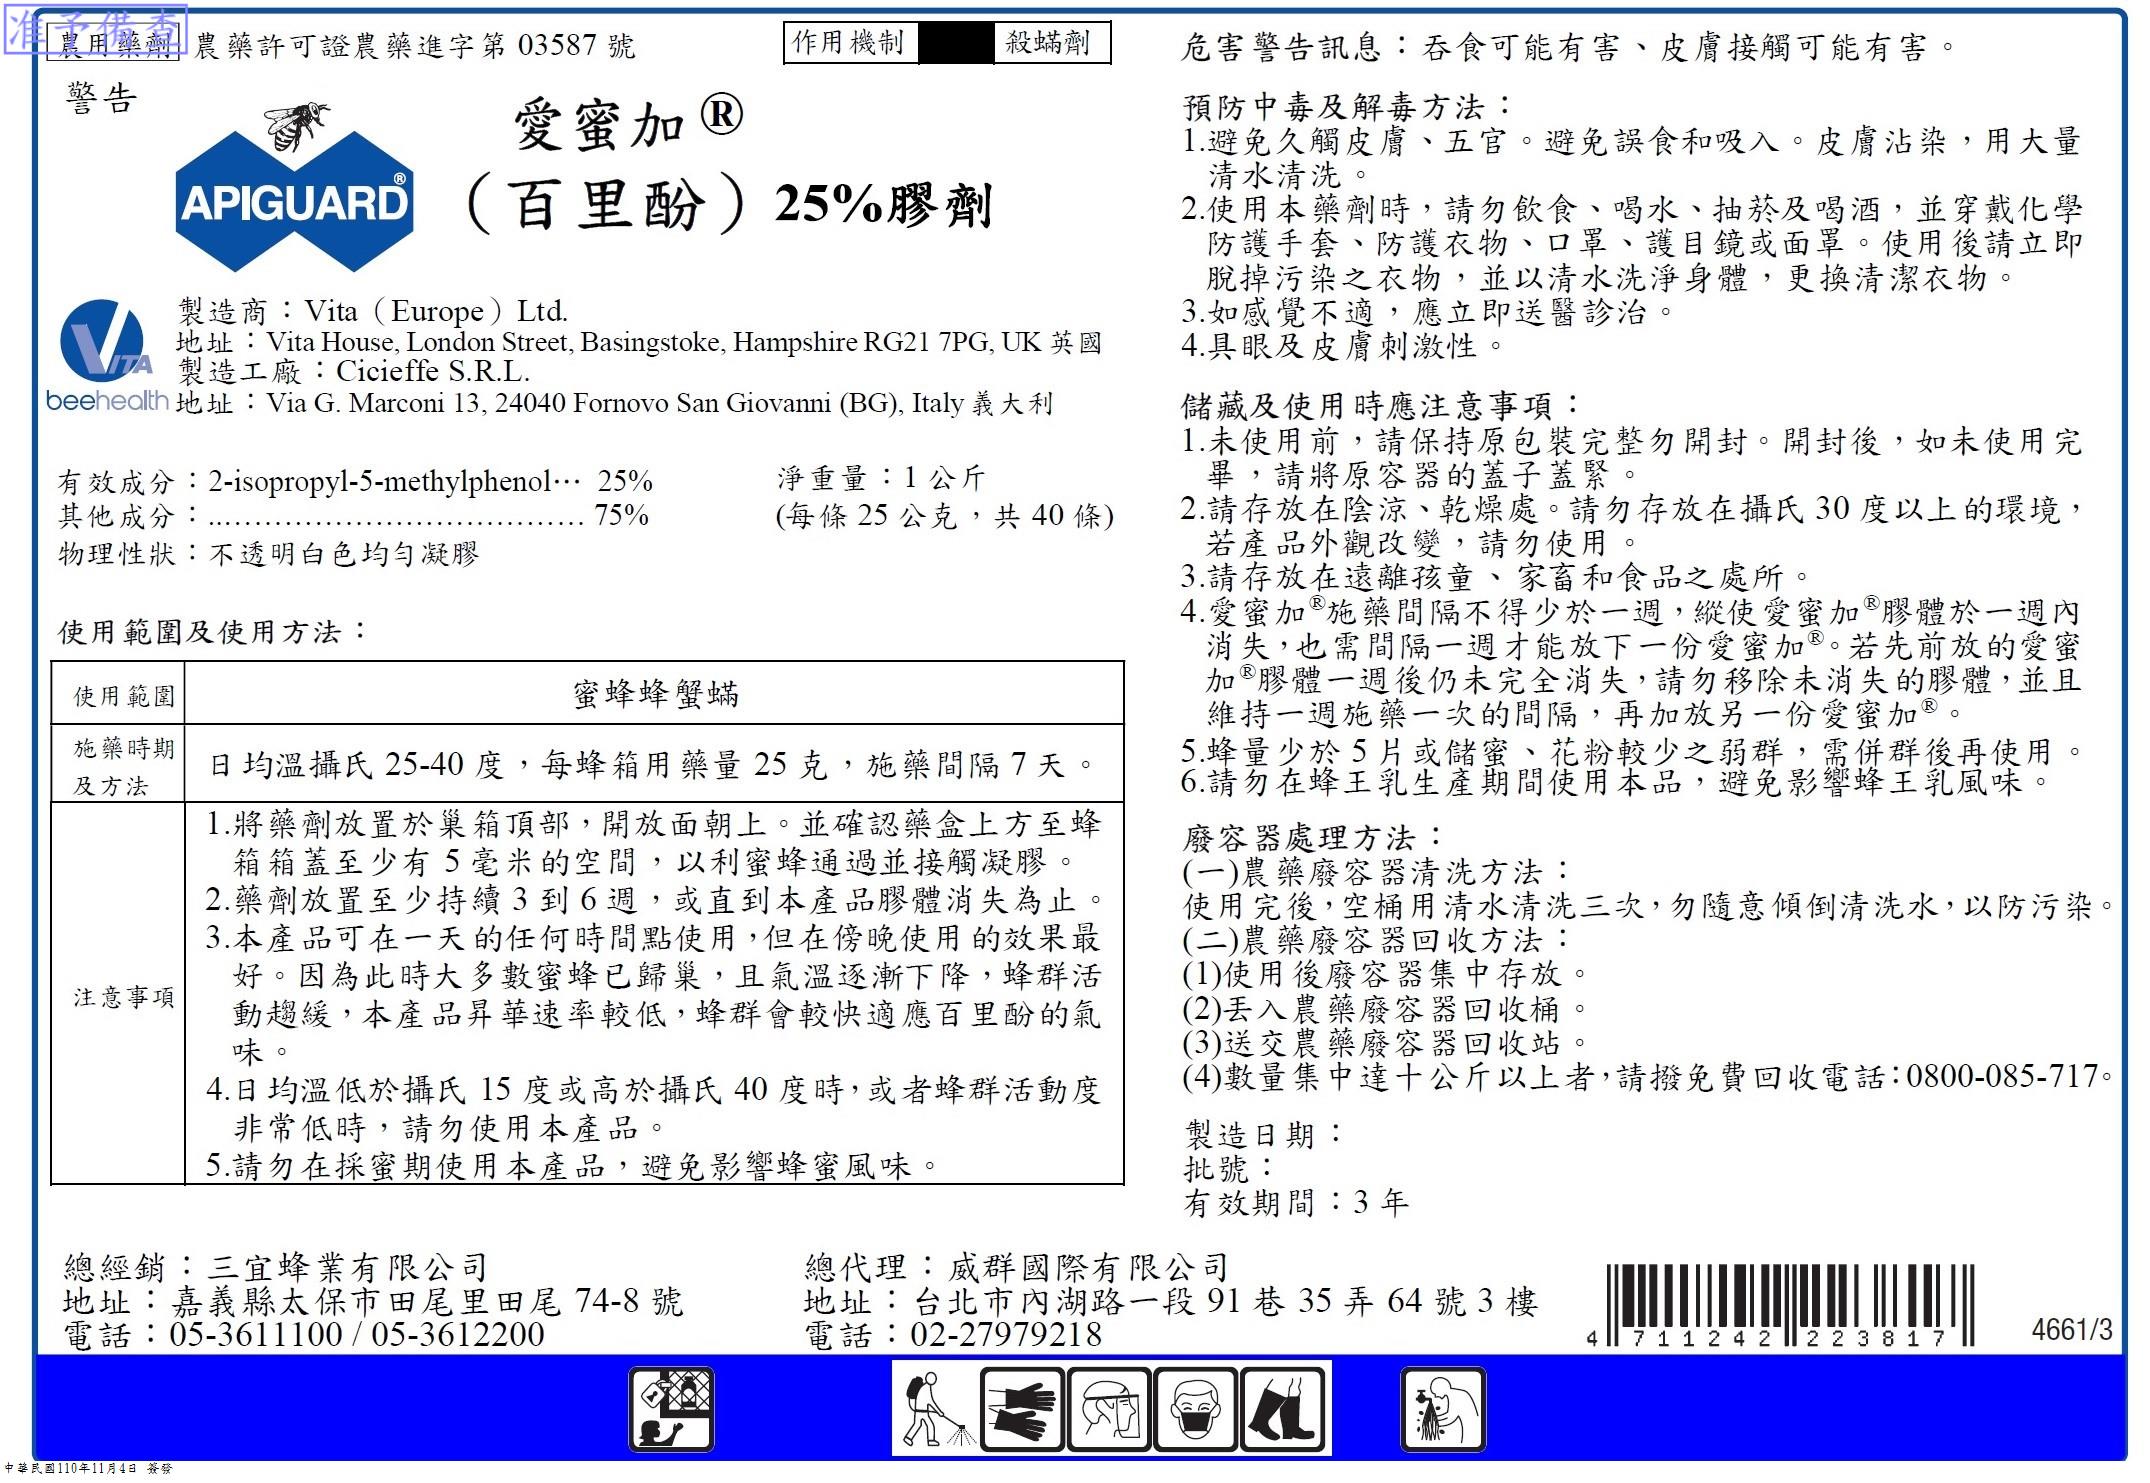 准予備查
農用藥劑 農藥許可證農藥進字第 03587 號
作用機制 殺蟎劑
警告
愛蜜加®
APIGUARD®
（百里酚）25%膠劑
VITA
beehealth
製造商：Vita（Europe）Ltd.
地址：Vita House, London Street, Basingstoke, Hampshire RG21 7PG, UK 英國
製造工廠：Cicieffe S.R.L.
地址：Via G. Marconi 13, 24040 Fornovo San Giovanni (BG), Italy 義大利
有效成分：2-isopropyl-5-methylphenol… 25%
其他成分：..………………………………… 75%
物理性狀：不透明白色均勻凝膠
淨重量：1 公斤
(每條 25 公克，共 40 條)
使用範圍及使用方法：
使用範圍 蜜蜂蜂蟹蟎
施藥時期
及方法
日均溫攝氏 25-40 度，每蜂箱用藥量 25 克，施藥間隔 7 天。
注意事項
1.將藥劑放置於巢箱頂部，開放面朝上。並確認藥盒上方至蜂
箱箱蓋至少有 5 毫米的空間，以利蜜蜂通過並接觸凝膠。
2.藥劑放置至少持續 3 到 6 週，或直到本產品膠體消失為止。
3.本產品可在一天的任何時間點使用，但在傍晚使用的效果最
好。因為此時大多數蜜蜂已歸巢，且氣溫逐漸下降，蜂群活
動趨緩，本產品昇華速率較低，蜂群會較快適應百里酚的氣
味。
4.日均溫低於攝氏 15 度或高於攝氏 40 度時，或者蜂群活動度
非常低時，請勿使用本產品。
5.請勿在採蜜期使用本產品，避免影響蜂蜜風味。
危害警告訊息：吞食可能有害、皮膚接觸可能有害。
預防中毒及解毒方法：
1.避免久觸皮膚、五官。避免誤食和吸入。皮膚沾染，用大量
清水清洗。
2.使用本藥劑時，請勿飲食、喝水、抽菸及喝酒，並穿戴化學
防護手套、防護衣物、口罩、護目鏡或面罩。使用後請立即
脫掉污染之衣物，並以清水洗淨身體，更換清潔衣物。
3.如感覺不適，應立即送醫診治。
4.具眼及皮膚刺激性。
儲藏及使用時應注意事項：
1.未使用前，請保持原包裝完整勿開封。開封後，如未使用完
畢，請將原容器的蓋子蓋緊。
2.請存放在陰涼、乾燥處。請勿存放在攝氏 30 度以上的環境，
若產品外觀改變，請勿使用。
3.請存放在遠離孩童、家畜和食品之處所。
4.愛蜜加®施藥間隔不得少於一週，縱使愛蜜加®膠體於一週內
消失，也需間隔一週才能放下一份愛蜜加®。若先前放的愛蜜
加®膠體一週後仍未完全消失，請勿移除未消失的膠體，並且
維持一週施藥一次的間隔，再加放另一份愛蜜加®。
5.蜂量少於 5 片或儲蜜、花粉較少之弱群，需併群後再使用。
6.請勿在蜂王乳生產期間使用本品，避免影響蜂王乳風味。
廢容器處理方法：
(一)農藥廢容器清洗方法：
使用完後，空桶用清水清洗三次，勿隨意傾倒清洗水，以防污染。
(二)農藥廢容器回收方法：
(1)使用後廢容器集中存放。
(2)丟入農藥廢容器回收桶。
(3)送交農藥廢容器回收站。
(4)數量集中達十公斤以上者，請撥免費回收電話：0800-085-717。
製造日期：
批號：
有效期間：3 年
總經銷：三宜蜂業有限公司
地址：嘉義縣太保市田尾里田尾 74-8 號
電話：05-3611100 / 05-3612200
總代理：威群國際有限公司
地址：台北市內湖路一段 91 巷 35 弄 64 號 3 樓
電話：02-27979218
4 711242 223817
4661/3
中華民國110年11月4日 簽發